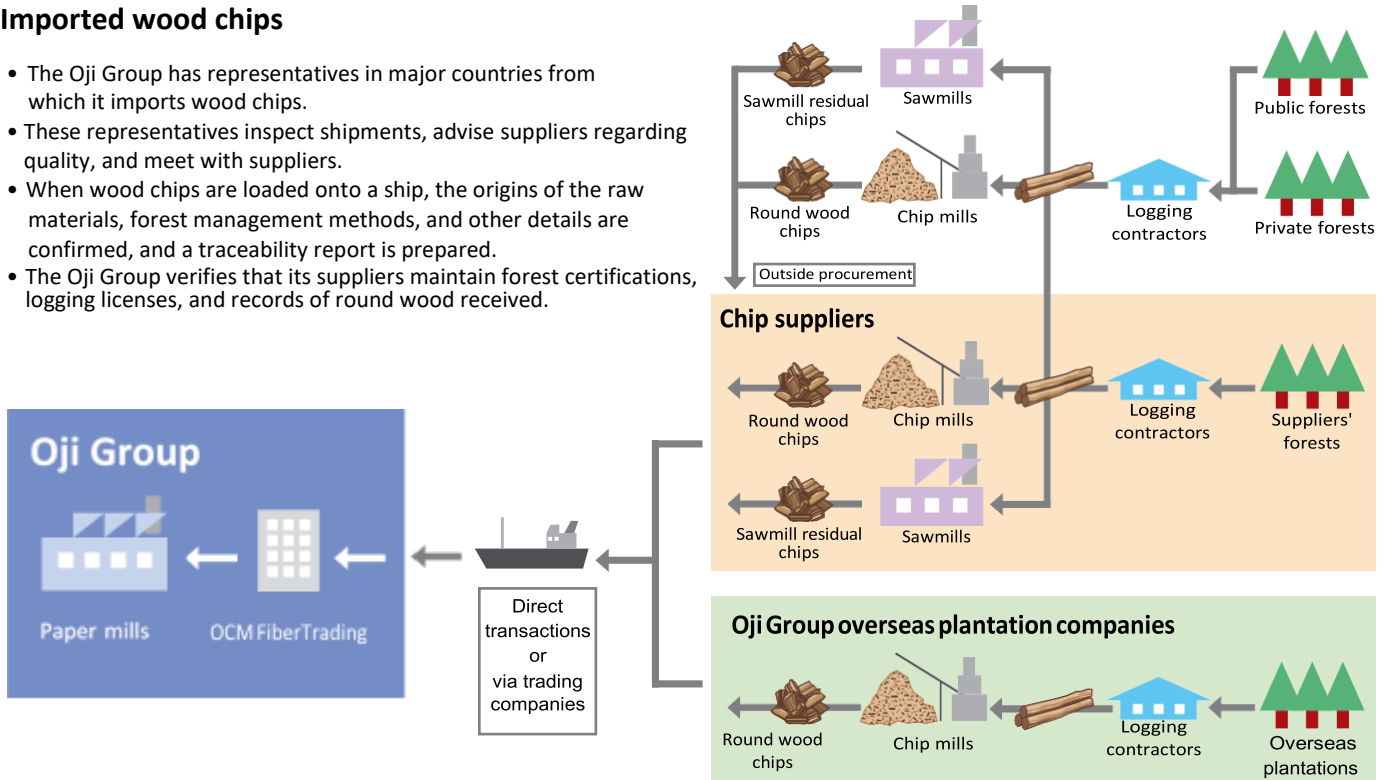 Imported wood chips
• The Oji Group has representatives in major countries from
which it imports wood chips.
• These representatives inspect shipments, advise suppliers regarding
quality, and meet with suppliers.
• When wood chips are loaded onto a ship, the origins of the raw
materials, forest management methods, and other details are
confirmed, and a traceability report is prepared.
• The Oji Group verifies that its suppliers maintain forest certifications,
logging licenses, and records of round wood received.
Sawmill residual
chips
Sawmills
Public forests
Round wood
chips
Chip mills
Logging
contractors
Private forests
Outside procurement
Chip suppliers
Round wood
chips
Chip mills
Logging
contractors
Suppliers'
forests
Sawmill residual
chips
Sawmills
Oji Group
Paper mills
OCM FiberTrading
Direct
transactions
or
via trading
companies
Oji Group overseas plantation companies
Round wood
chips
Chip mills
Logging
contractors
Overseas
plantations